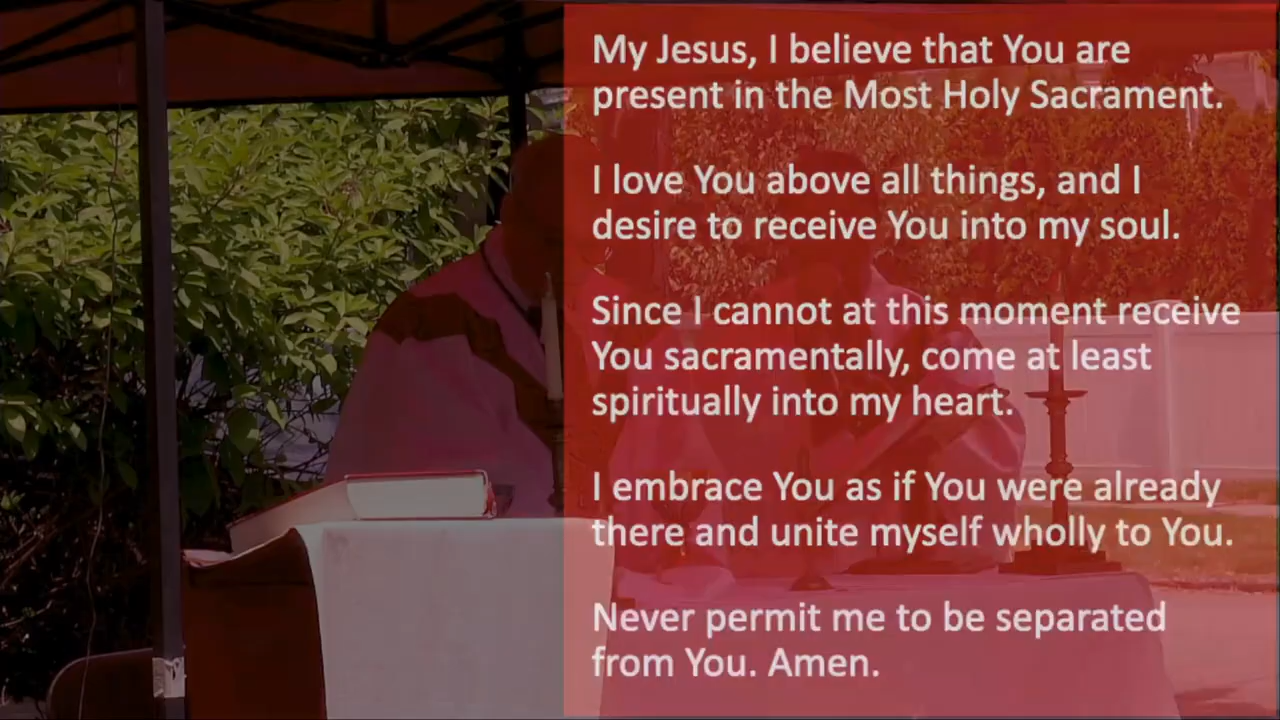 My Jesus, I believe that You are
present in the Most Holy Sacrament.
I love You above all things, and I
desire to receive You into my soul.
Since I cannot at this moment receive
You sacramentally, come at least
spiritually into my heart.
I embrace You as if You were already
there and unite myself wholly to You.
Never permit me to be separated
from You. Amen.